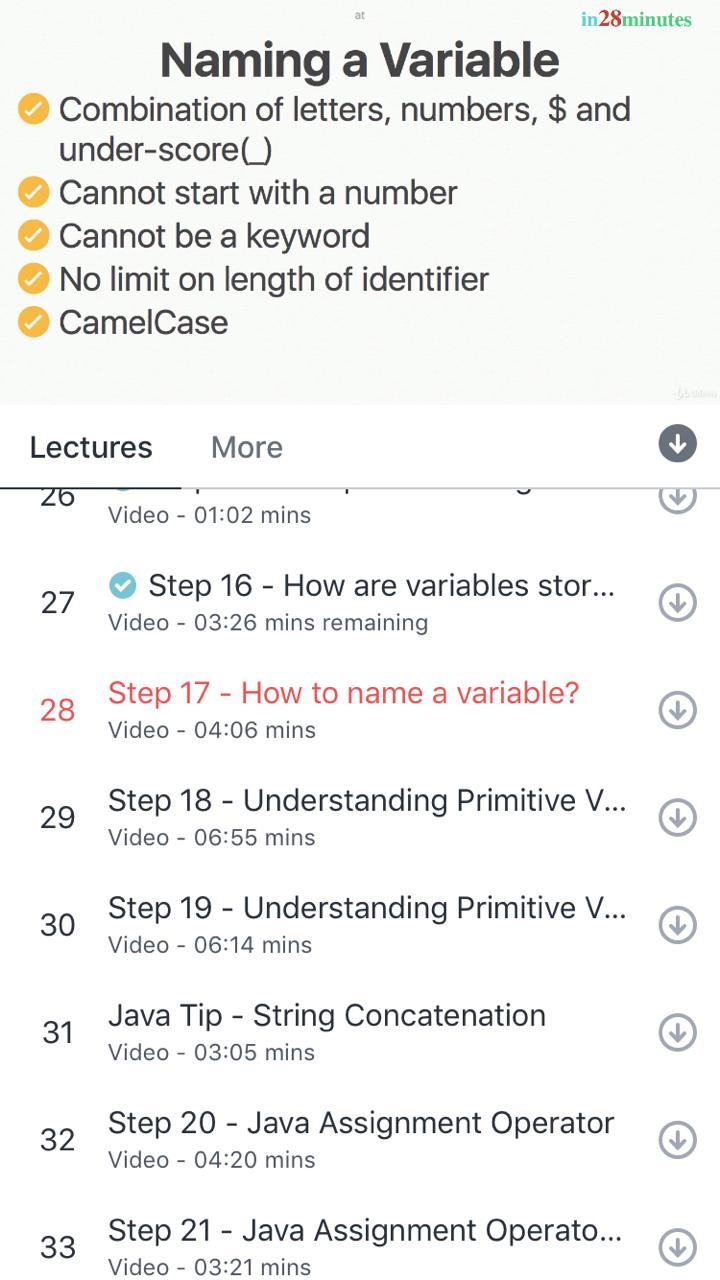 at
in28minutes
Naming a Variable
Combination of letters, numbers, $ and
under-score(_)
Cannot start with a number
Cannot be a keyword
No limit on length of identifier
CamelCase
Udemy
Lectures
More
26
Video - 01:02 mins
27
Step 16 - How are variables stor...
Video - 03:26 mins remaining
28
Step 17 - How to name a variable?
Video - 04:06 mins
29
Step 18 - Understanding Primitive V...
Video - 06:55 mins
30
Step 19 - Understanding Primitive V...
Video - 06:14 mins
31
Java Tip - String Concatenation
Video - 03:05 mins
32
Step 20 - Java Assignment Operator
Video - 04:20 mins
33
Step 21 - Java Assignment Operato...
Video - 03:21 mins